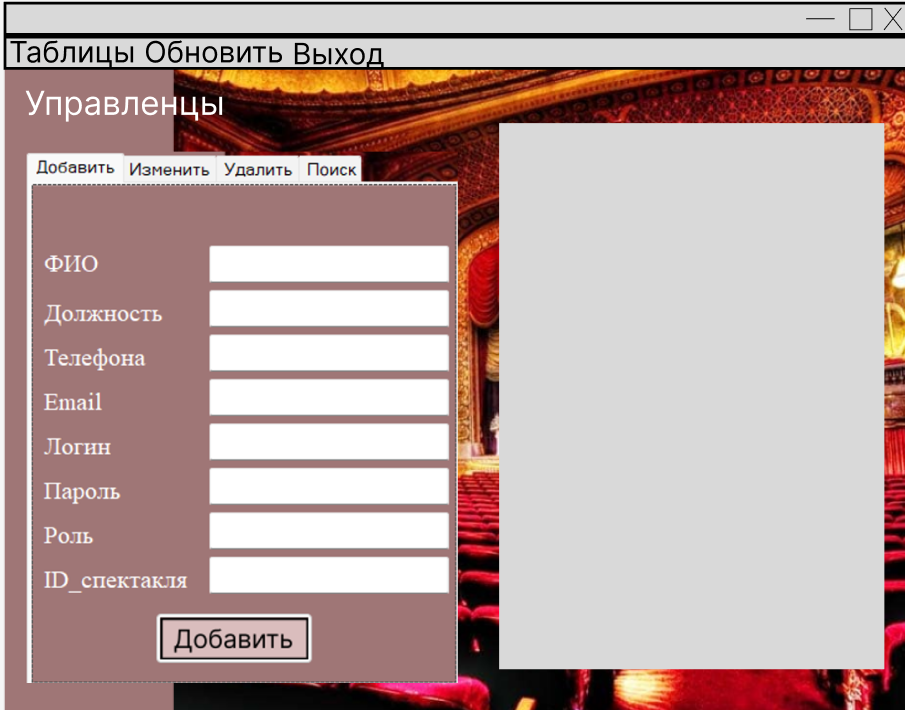 Таблицы Обновить Выход
Управленцы
Добавить Изменить Удалить Поиск
ФИО
Должность
Телефона
Email
Логин
Пароль
Роль
ID_спектакля
Добавить